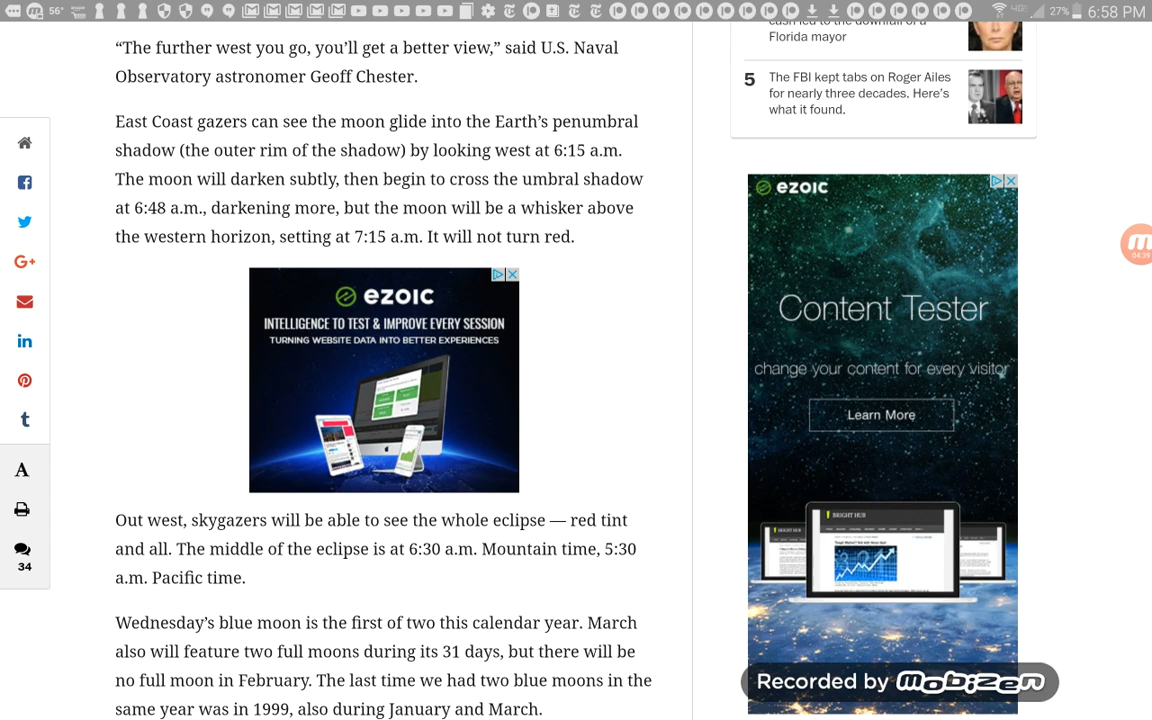 56°
27%
6:58 PM
“The further west you go, you’ll get a better view,” said U.S. Naval
Observatory astronomer Geoff Chester.
East Coast gazers can see the moon glide into the Earth’s penumbral
shadow (the outer rim of the shadow) by looking west at 6:15 a.m.
The moon will darken subtly, then begin to cross the umbral shadow
at 6:48 a.m., darkening more, but the moon will be a whisker above
the western horizon, setting at 7:15 a.m. It will not turn red.
ezoic
INTELLIGENCE TO TEST & IMPROVE EVERY SESSION
TURNING WEBSITE DATA INTO BETTER EXPERIENCES
Out west, skygazers will be able to see the whole eclipse — red tint
and all. The middle of the eclipse is at 6:30 a.m. Mountain time, 5:30
a.m. Pacific time.
Wednesday’s blue moon is the first of two this calendar year. March
also will feature two full moons during its 31 days, but there will be
no full moon in February. The last time we had two blue moons in the
same year was in 1999, also during January and March.
G+
in
t
A
34
cash led to the downfall of a
Florida mayor
5
The FBI kept tabs on Roger Ailes
for nearly three decades. Here’s
what it found.
ezoic
Content Tester
change your content for every visitor
Learn More
BRIGHT HUB
04:39
Recorded by mobizen